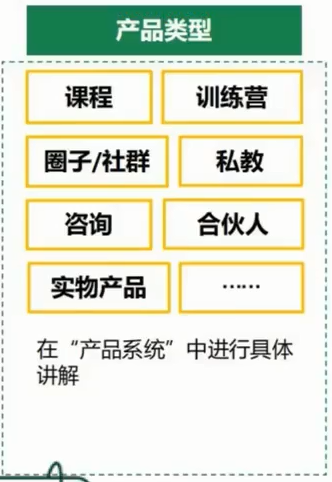 产品类型
课程 训练营
圈子/社群 私教
咨询 合伙人
实物产品 ……
在“产品系统”中进行具体
讲解